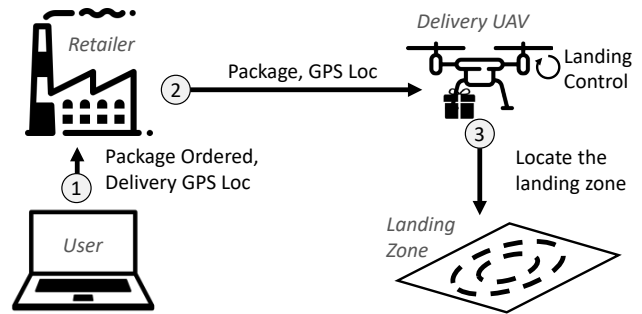 Retailer
Delivery UAV
Landing
Control
2
Package, GPS Loc
3
Package Ordered,
Delivery GPS Loc
1
Locate the
landing zone
User
Landing
Zone